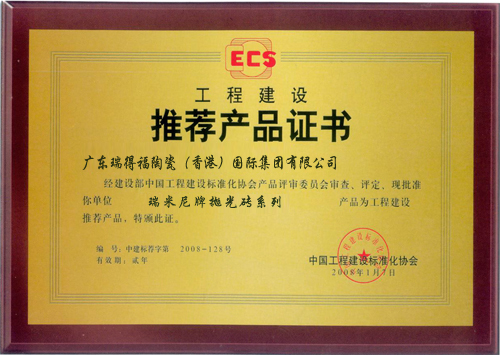 ECS
工程建设
推荐产品证书
广东瑞得福陶瓷（香港）国际集团有限公司
经建设部中国工程建设标准化协会产品评审委员会审查、评定、现批准
你单位 瑞米尼牌抛光砖系列 产品为工程建设
推荐产品，特颁此证。
编 号：中建标荐字第 2008-128号
有效期：贰年
中国工程建设标准化协会
2008年1月7日